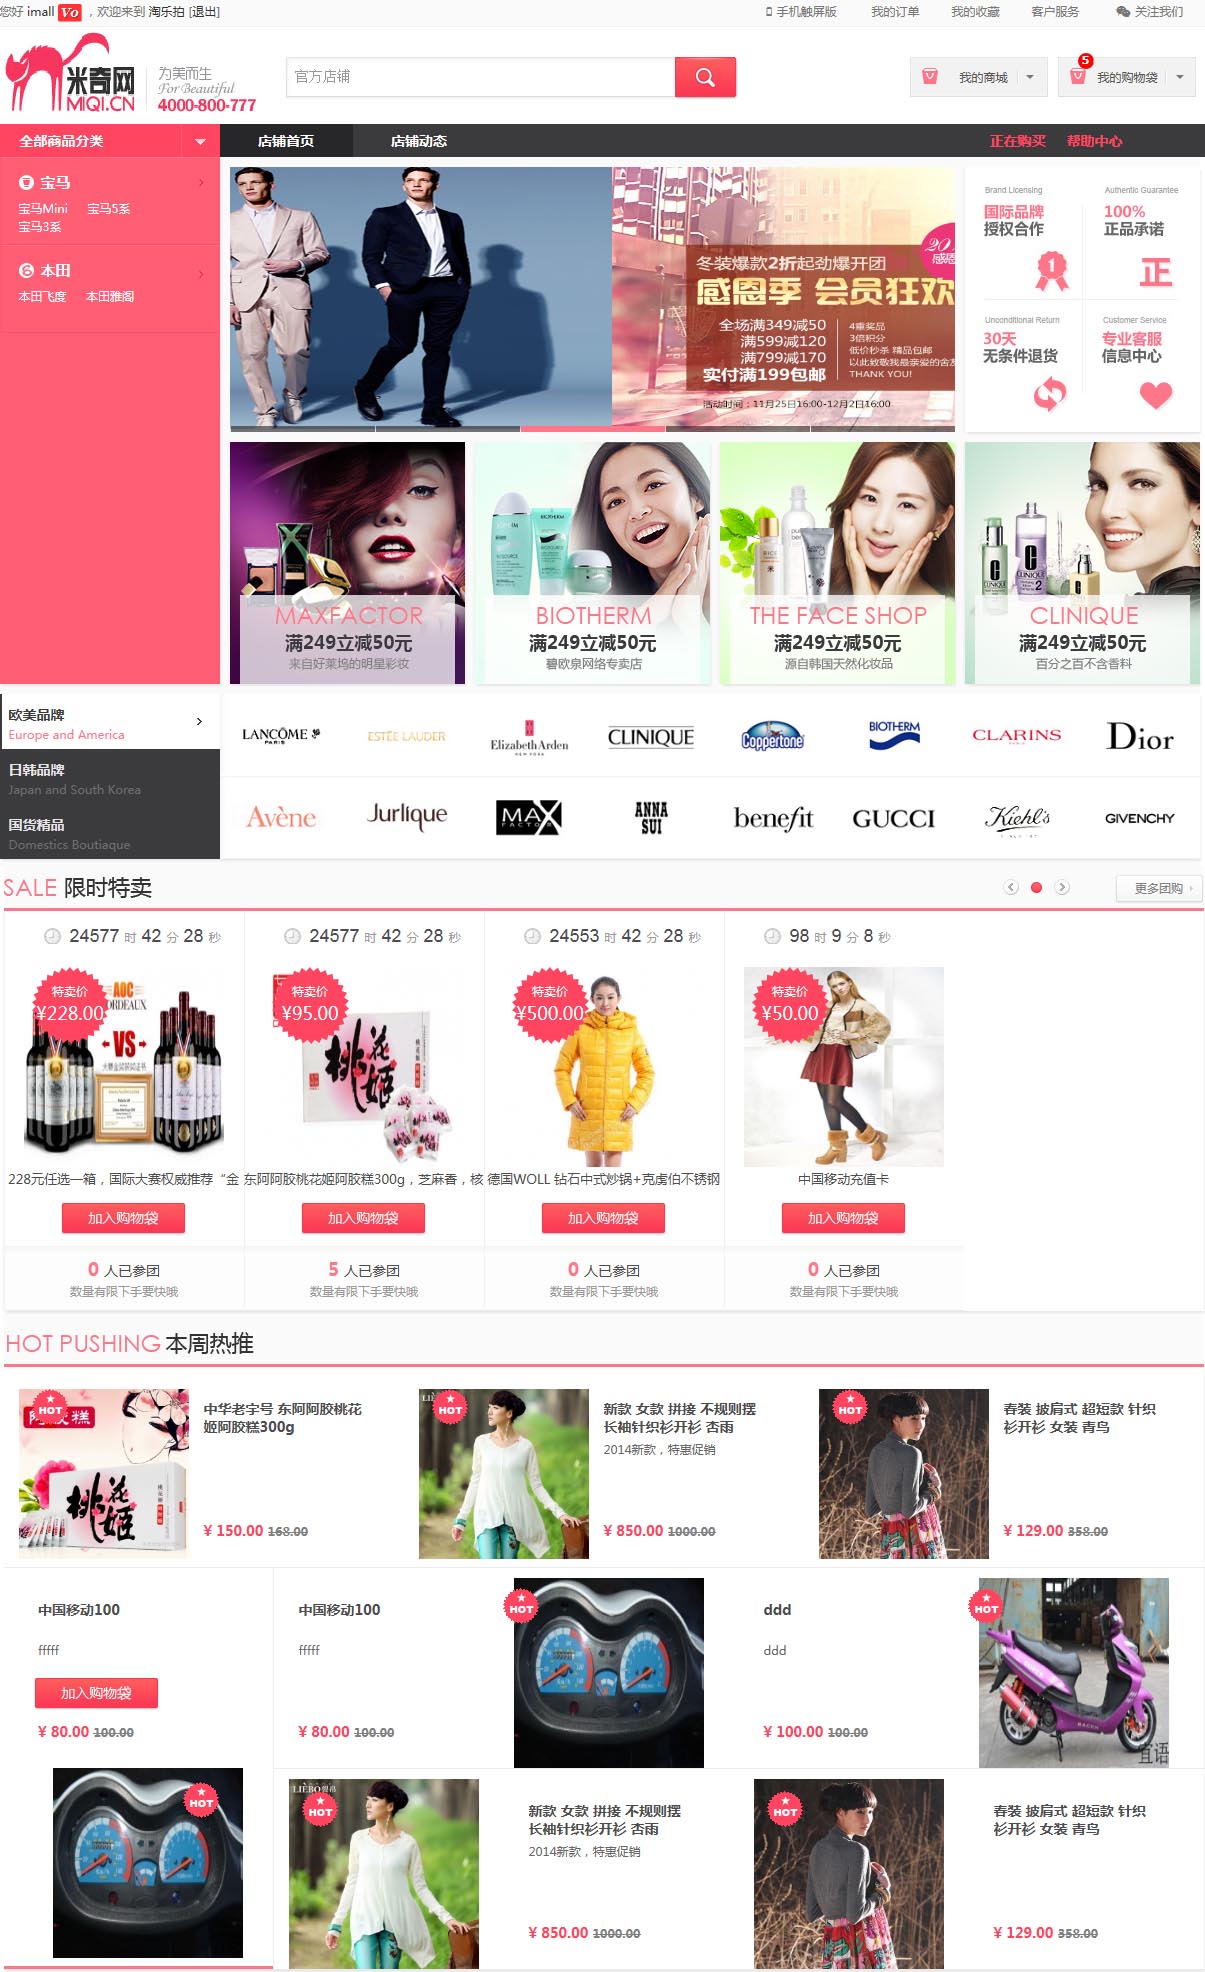 您好 imall Vo ，欢迎来到 淘乐拍 [退出]
手机触屏版 我的订单 我的收藏 客户服务 关注我们
米奇网
MIQI.CN
为美而生
For Beautiful
4000-800-777
官方店铺
我的商城
5
我的购物袋
全部商品分类 店铺首页 店铺动态 正在购买 帮助中心
宝马
宝马Mini 宝马5系
宝马3系
本田
本田飞度 本田雅阁
冬装爆款2折起劲爆开团
感恩季 会员狂欢
全场满349减50
满599减120
满799减170
实付满199包邮
4重奖品
3倍积分
低价秒杀 精品包邮
以此致敬我最亲爱的舍友
THANK YOU!
活动时间：11月25日16:00-12月2日16:00
Brand Licensing
国际品牌
授权合作
1
Authentic Guarantee
100%
正品承诺
正
Unconditional Return
30天
无条件退货
Customer Service
专业客服
信息中心
MAXFACTOR
满249立减50元
来自好莱坞的明星彩妆
BIOTHERM
满249立减50元
碧欧泉网络专卖店
THE FACE SHOP
满249立减50元
源自韩国天然化妆品
CLINIQUE
满249立减50元
百分之百不含香料
欧美品牌
Europe and America
日韩品牌
Japan and South Korea
国货精品
Domestics Boutiaque
LANCÔME
PARIS
ESTĒE LAUDER
ElizabethArden
NEW YORK
CLINIQUE
Coppertone
BIOTHERM
CLARINS
PARIS
Dior
Avène
Jurlique
MAX
FACTOR
ANNA
SUI
benefit
GUCCI
Kiehl's
GIVENCHY
SALE 限时特卖
更多团购
24577 时 42 分 28 秒
特卖价
¥228.00
AOC
BORDEAUX
VS
228元任选一箱，国际大赛权威推荐“金
加入购物袋
0 人已参团
数量有限下手要快哦
24577 时 42 分 28 秒
特卖价
¥95.00
桃花姬
东阿阿胶桃花姬阿胶糕300g，芝麻香，核
加入购物袋
5 人已参团
数量有限下手要快哦
24553 时 42 分 28 秒
特卖价
¥500.00
德国WOLL 钻石中式炒锅+克虏伯不锈钢
加入购物袋
0 人已参团
数量有限下手要快哦
98 时 9 分 8 秒
特卖价
¥50.00
中国移动充值卡
加入购物袋
0 人已参团
数量有限下手要快哦
HOT PUSHING 本周热推
HOT
桃花姬
中华老字号 东阿阿胶桃花
姬阿胶糕300g
¥ 150.00 168.00
HOT
新款 女款 拼接 不规则摆
长袖针织衫开衫 杏雨
2014新款，特惠促销
¥ 850.00 1000.00
HOT
春装 披肩式 超短款 针织
衫开衫 女装 青鸟
¥ 129.00 358.00
中国移动100
fffff
加入购物袋
¥ 80.00 100.00
HOT
中国移动100
fffff
¥ 80.00 100.00
HOT
ddd
ddd
¥ 100.00 100.00
HOT
RACER
宜语
LIEBO
HOT
新款 女款 拼接 不规则摆
长袖针织衫开衫 杏雨
2014新款，特惠促销
¥ 850.00 1000.00
HOT
春装 披肩式 超短款 针织
衫开衫 女装 青鸟
¥ 129.00 358.00